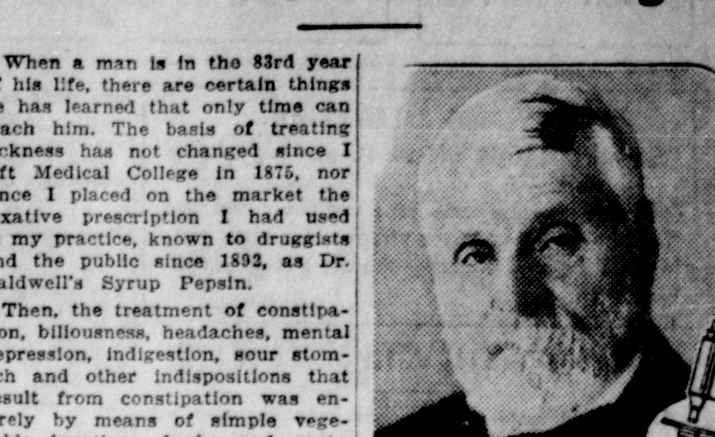 When a man is in the 83rd year
his life, there are certain things
has learned that only time can
ach him. The basis of treating
ckness has not changed since I
ft Medical College in 1875, nor
nce I placed on the market the
xative prescription I had used
my practice, known to druggists
nd the public since 1892, as Dr.
aldwell's Syrup Pepsin.
Then, the treatment of constipa-
on, biliousness, headaches, mental
epression, indigestion, sour stom-
ch and other indispositions that
esult from constipation was en-
rely by means of simple vege-